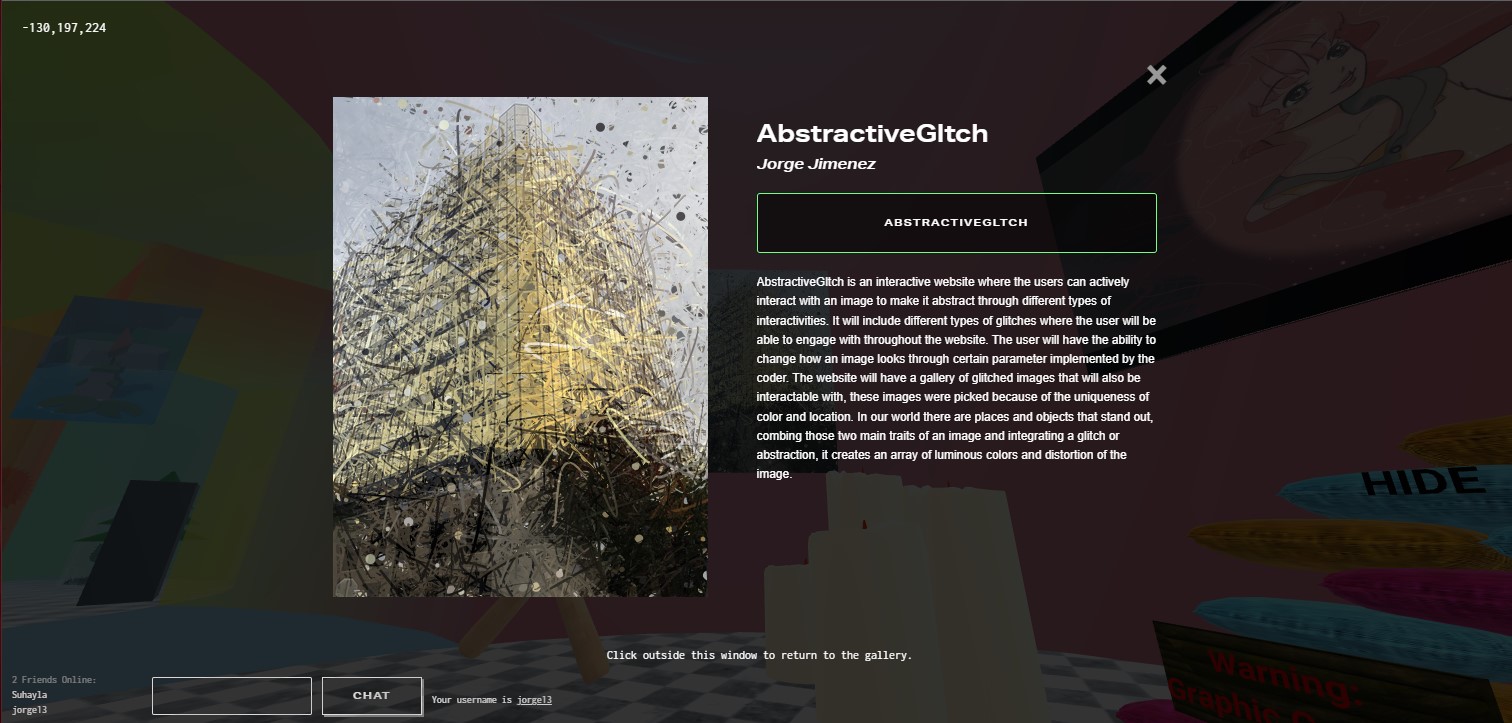 -130,197,224
AbstractiveGltch
Jorge Jimenez
ABSTRACTIVEGLTCH
AbstractiveGltch is an interactive website where the users can actively
interact with an image to make it abstract through different types of
interactivities. It will include different types of glitches where the user will be
able to engage with throughout the website. The user will have the ability to
change how an image looks through certain parameter implemented by the
coder. The website will have a gallery of glitched images that will also be
interactable with, these images were picked because of the uniqueness of
color and location. In our world there are places and objects that stand out,
combing those two main traits of an image and integrating a glitch or
abstraction, it creates an array of luminous colors and distortion of the
image.
HIDE
Warning:
Graphic
Click outside this window to return to the gallery.
2 Friends Online:
Suhayla
jorge13
CHAT
Your username is jorge13